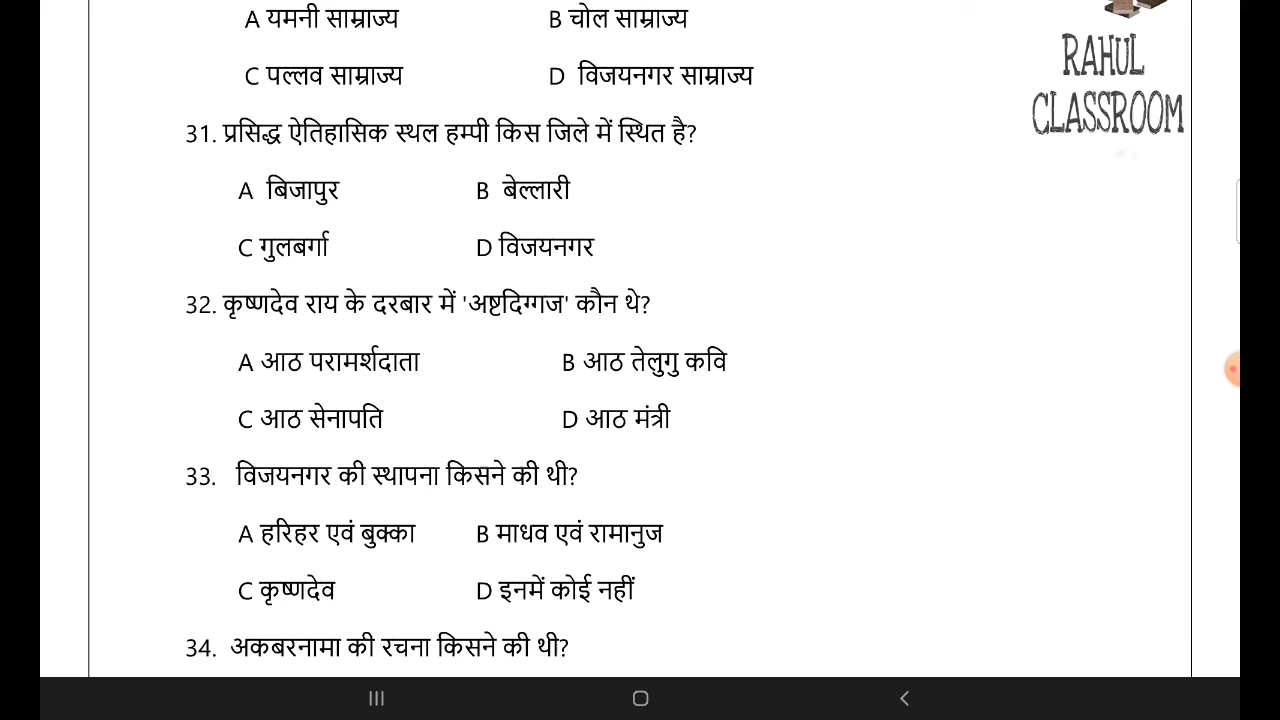 A यमनी साम्राज्य B चोल साम्राज्य
C पल्लव साम्राज्य D विजयनगर साम्राज्य
RAHUL
CLASSROOM
31. प्रसिद्ध ऐतिहासिक स्थल हम्पी किस जिले में स्थित है?
A बिजापुर B बेल्लारी
C गुलबर्गा D विजयनगर
32. कृष्णदेव राय के दरबार में 'अष्टदिग्गज' कौन थे?
A आठ परामर्शदाता B आठ तेलुगु कवि
C आठ सेनापति D आठ मंत्री
33. विजयनगर की स्थापना किसने की थी?
A हरिहर एवं बुक्का B माधव एवं रामानुज
C कृष्णदेव D इनमें कोई नहीं
34. अकबरनामा की रचना किसने की थी?